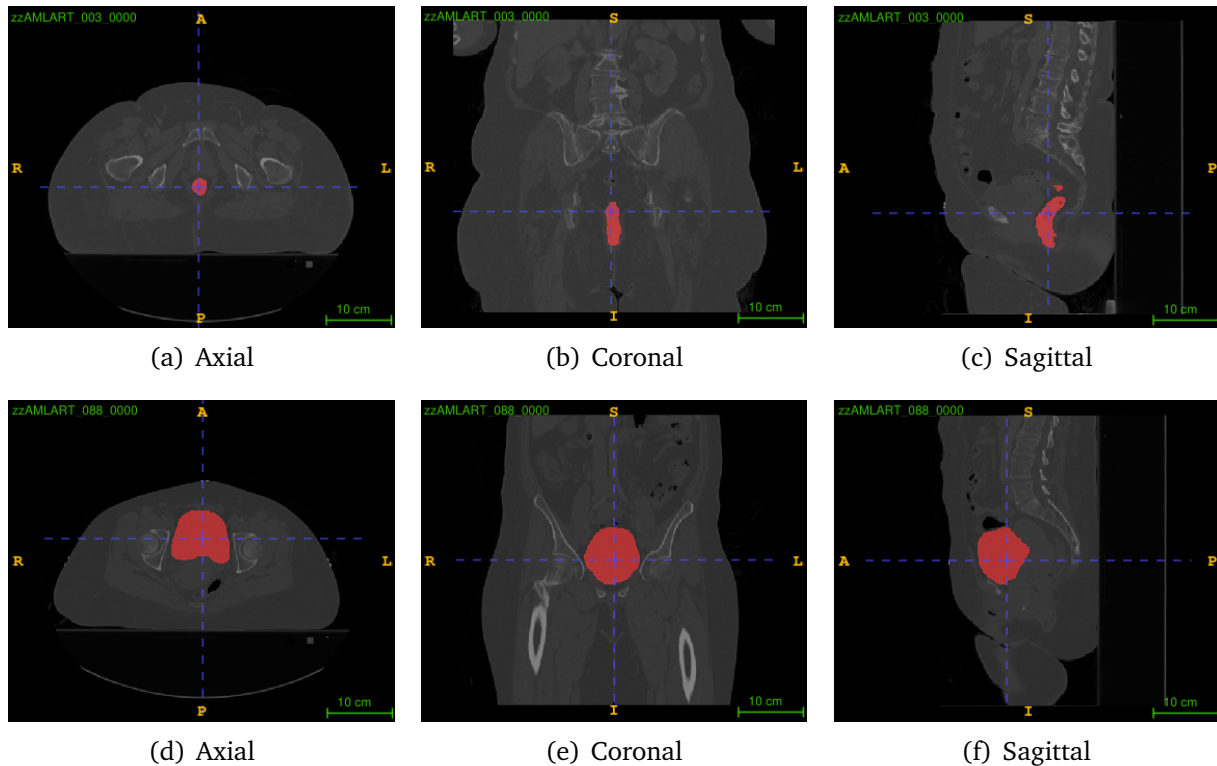 zzAMLART_003_0000 A
R L
10 cm
P
(a) Axial
zzAMLART_003_0000 S
R L
10 cm
I
(b) Coronal
zzAMLART_003_0000 S
A P
10 cm
I
(c) Sagittal
zzAMLART_088_0000 A
R L
10 cm
P
(d) Axial
zzAMLART_088_0000 S
R L
10 cm
I
(e) Coronal
zzAMLART_088_0000 S
A P
10 cm
I
(f) Sagittal